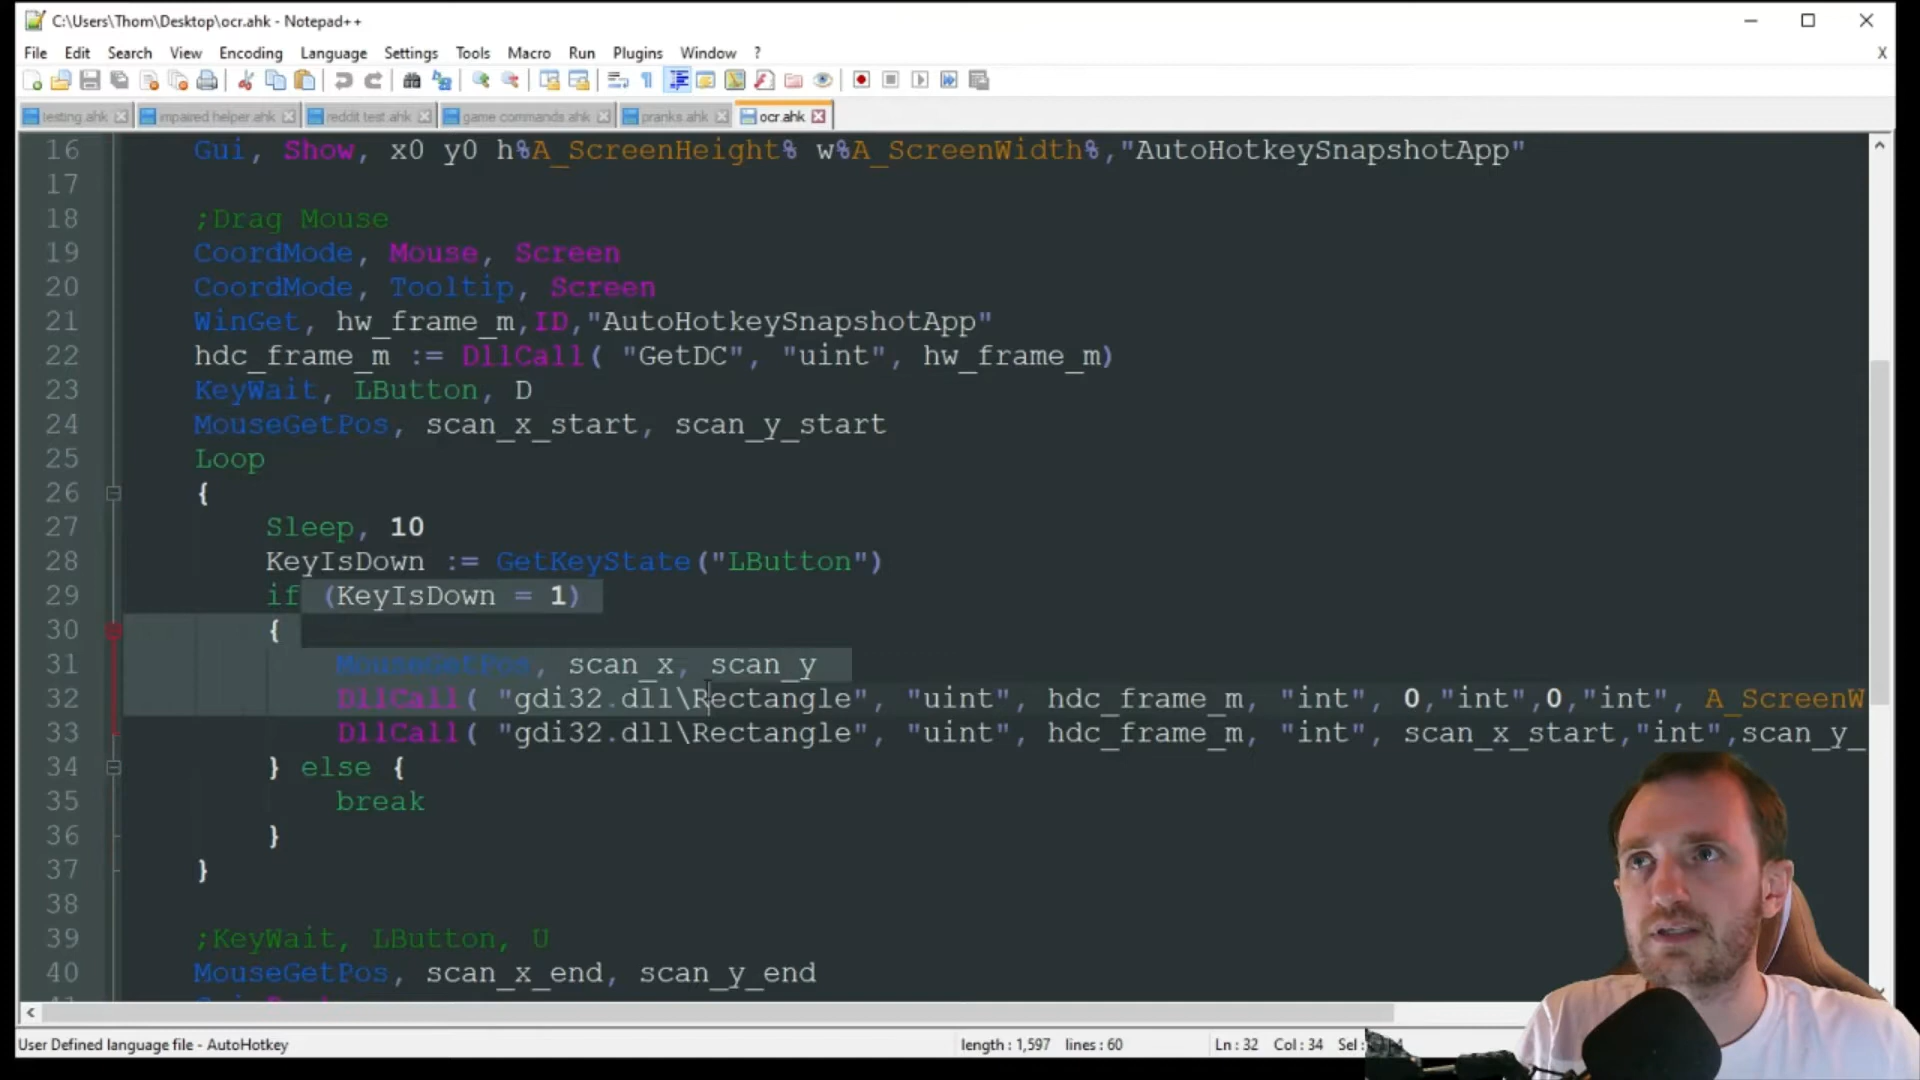 C:\Users\Thom\Desktop\ocr.ahk - Notepad++
File Edit Search View Encoding Language Settings Tools Macro Run Plugins Window ?
X
testing.ahk mpaired helper.ahk reddit test.ahk game commands.ahk pranks.ahk ocr.ahk
16 Gui, Show, x0 y0 h%A_ScreenHeight% w%A_ScreenWidth%,"AutoHotkeySnapshotApp"
17
18 ;Drag Mouse
19 CoordMode, Mouse, Screen
20 CoordMode, Tooltip, Screen
21 WinGet, hw_frame_m,ID,"AutoHotkeySnapshotApp"
22 hdc_frame_m := DllCall( "GetDC", "uint", hw_frame_m)
23 KeyWait, LButton, D
24 MouseGetPos, scan_x_start, scan_y_start
25 Loop
26 {
27 Sleep, 10
28 KeyIsDown := GetKeyState("LButton")
29 if (KeyIsDown = 1)
30 {
31 MouseGetPos, scan_x, scan_y
32 DllCall( "gdi32.dll\Rectangle", "uint", hdc_frame_m, "int", 0,"int",0,"int", A_ScreenW
33 DllCall( "gdi32.dll\Rectangle", "uint", hdc_frame_m, "int", scan_x_start,"int",scan_y_
34 } else {
35 break
36 }
37 }
38
39 ;KeyWait, LButton, U
40 MouseGetPos, scan_x_end, scan_y_end
User Defined language file - AutoHotkey length : 1,597 lines : 60 Ln : 32 Col : 34 Sel :